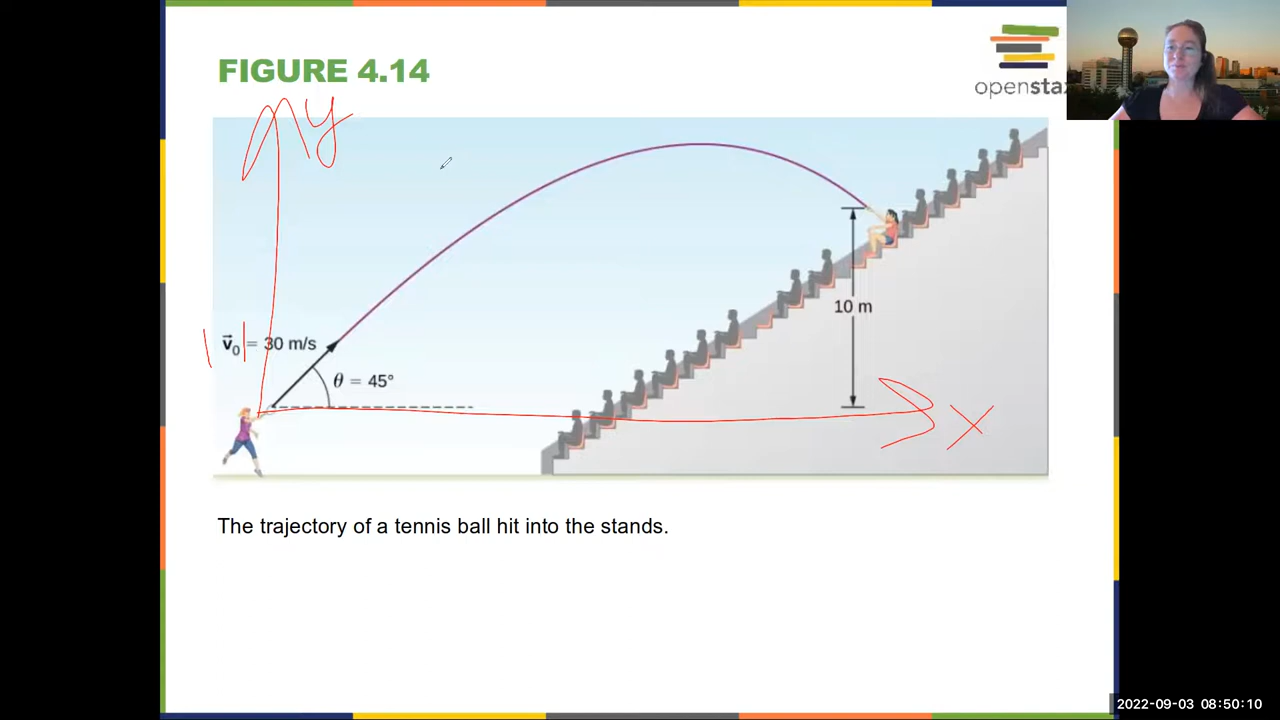 FIGURE 4.14
openstax
y
|v⃗₀| = 30 m/s
θ = 45°
10 m
x
The trajectory of a tennis ball hit into the stands.
2022-09-03 08:50:10